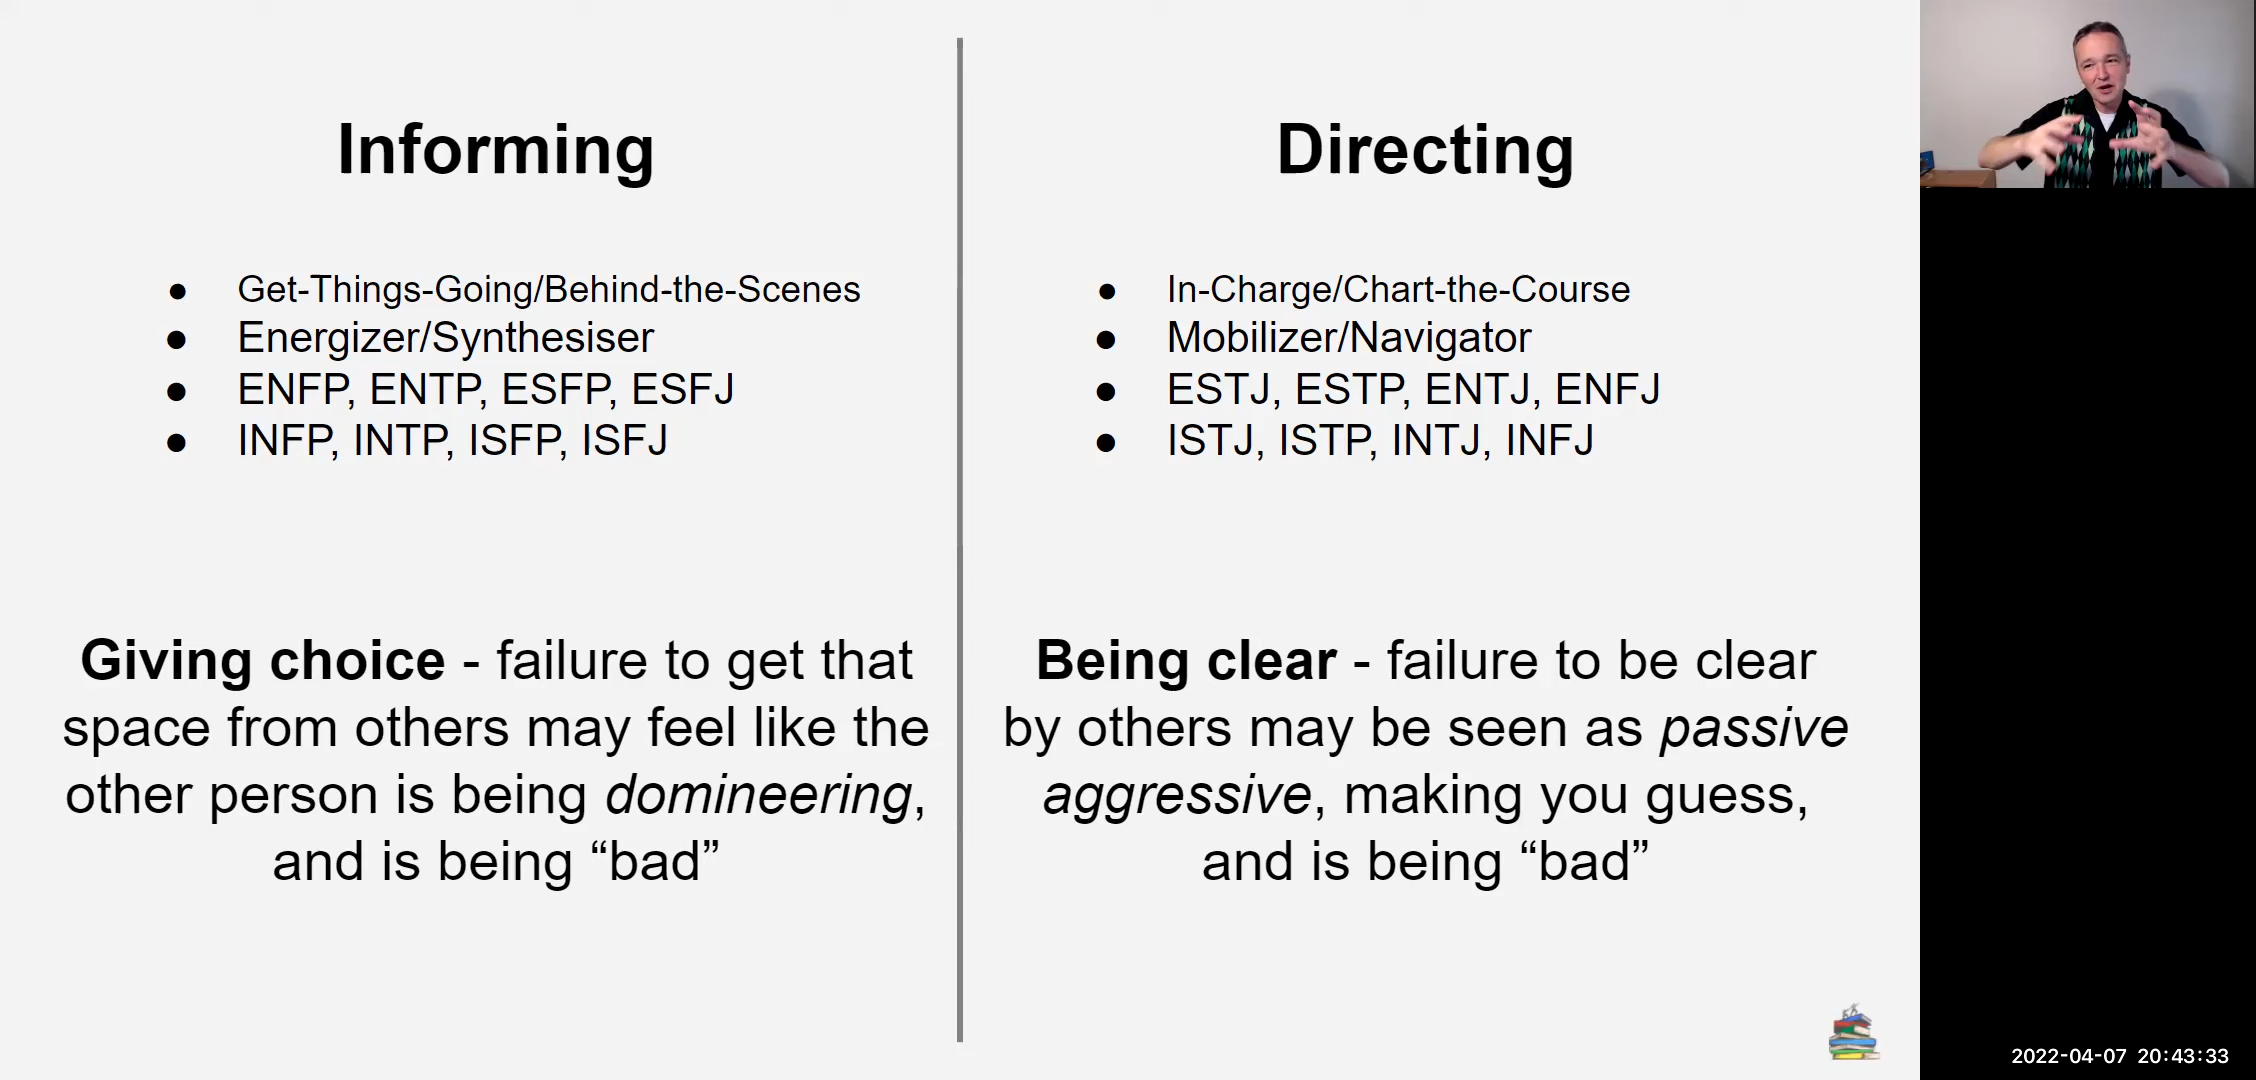 Informing
● Get-Things-Going/Behind-the-Scenes
● Energizer/Synthesiser
● ENFP, ENTP, ESFP, ESFJ
● INFP, INTP, ISFP, ISFJ
Giving choice - failure to get that
space from others may feel like the
other person is being domineering,
and is being “bad”
Directing
● In-Charge/Chart-the-Course
● Mobilizer/Navigator
● ESTJ, ESTP, ENTJ, ENFJ
● ISTJ, ISTP, INTJ, INFJ
Being clear - failure to be clear
by others may be seen as passive
aggressive, making you guess,
and is being “bad”
2022-04-07 20:43:33